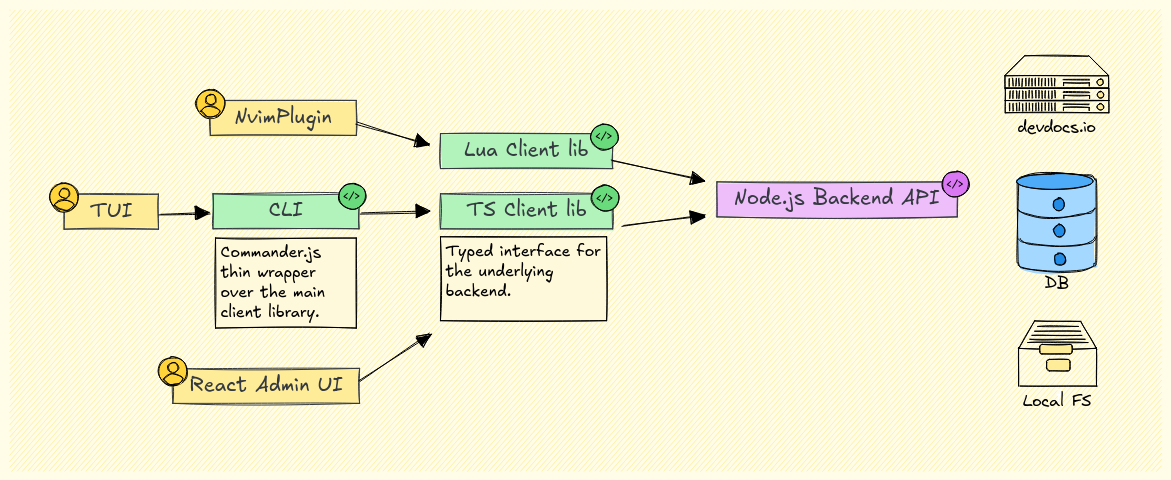 NvimPlugin
Lua Client lib
</>
devdocs.io
TUI
CLI
</>
TS Client lib
</>
Node.js Backend API
</>
Commander.js
thin wrapper
over the main
client library.
Typed interface for
the underlying
backend.
DB
React Admin UI
Local FS